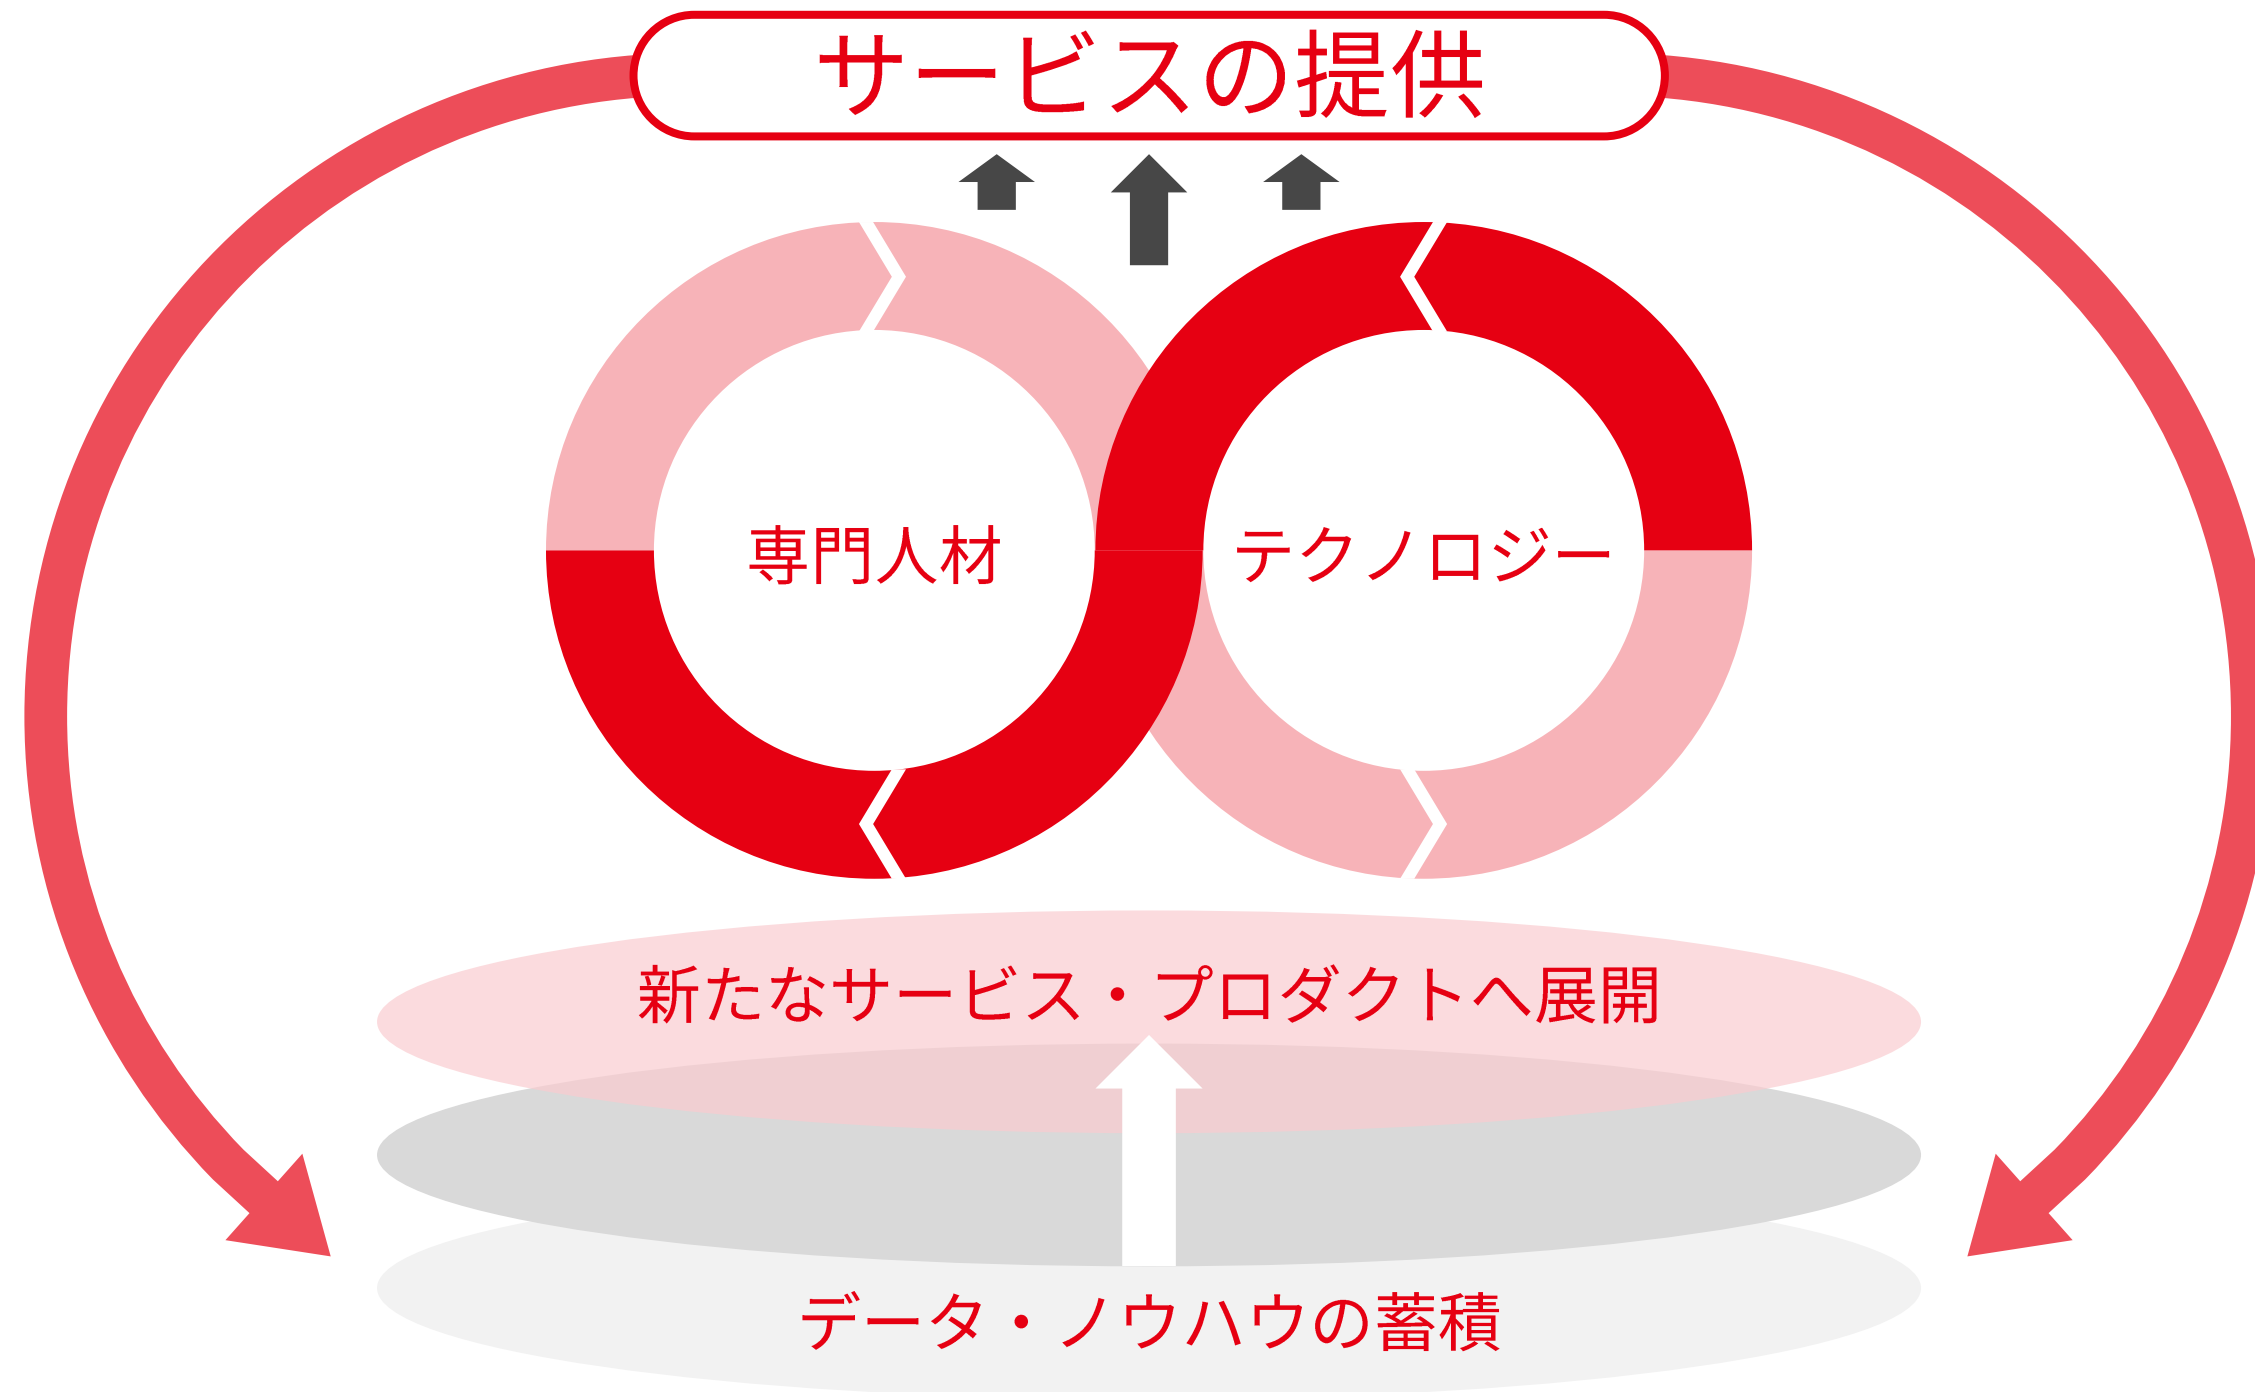 サービスの提供
専門人材
テクノロジー
新たなサービス・プロダクトへ展開
データ・ノウハウの蓄積